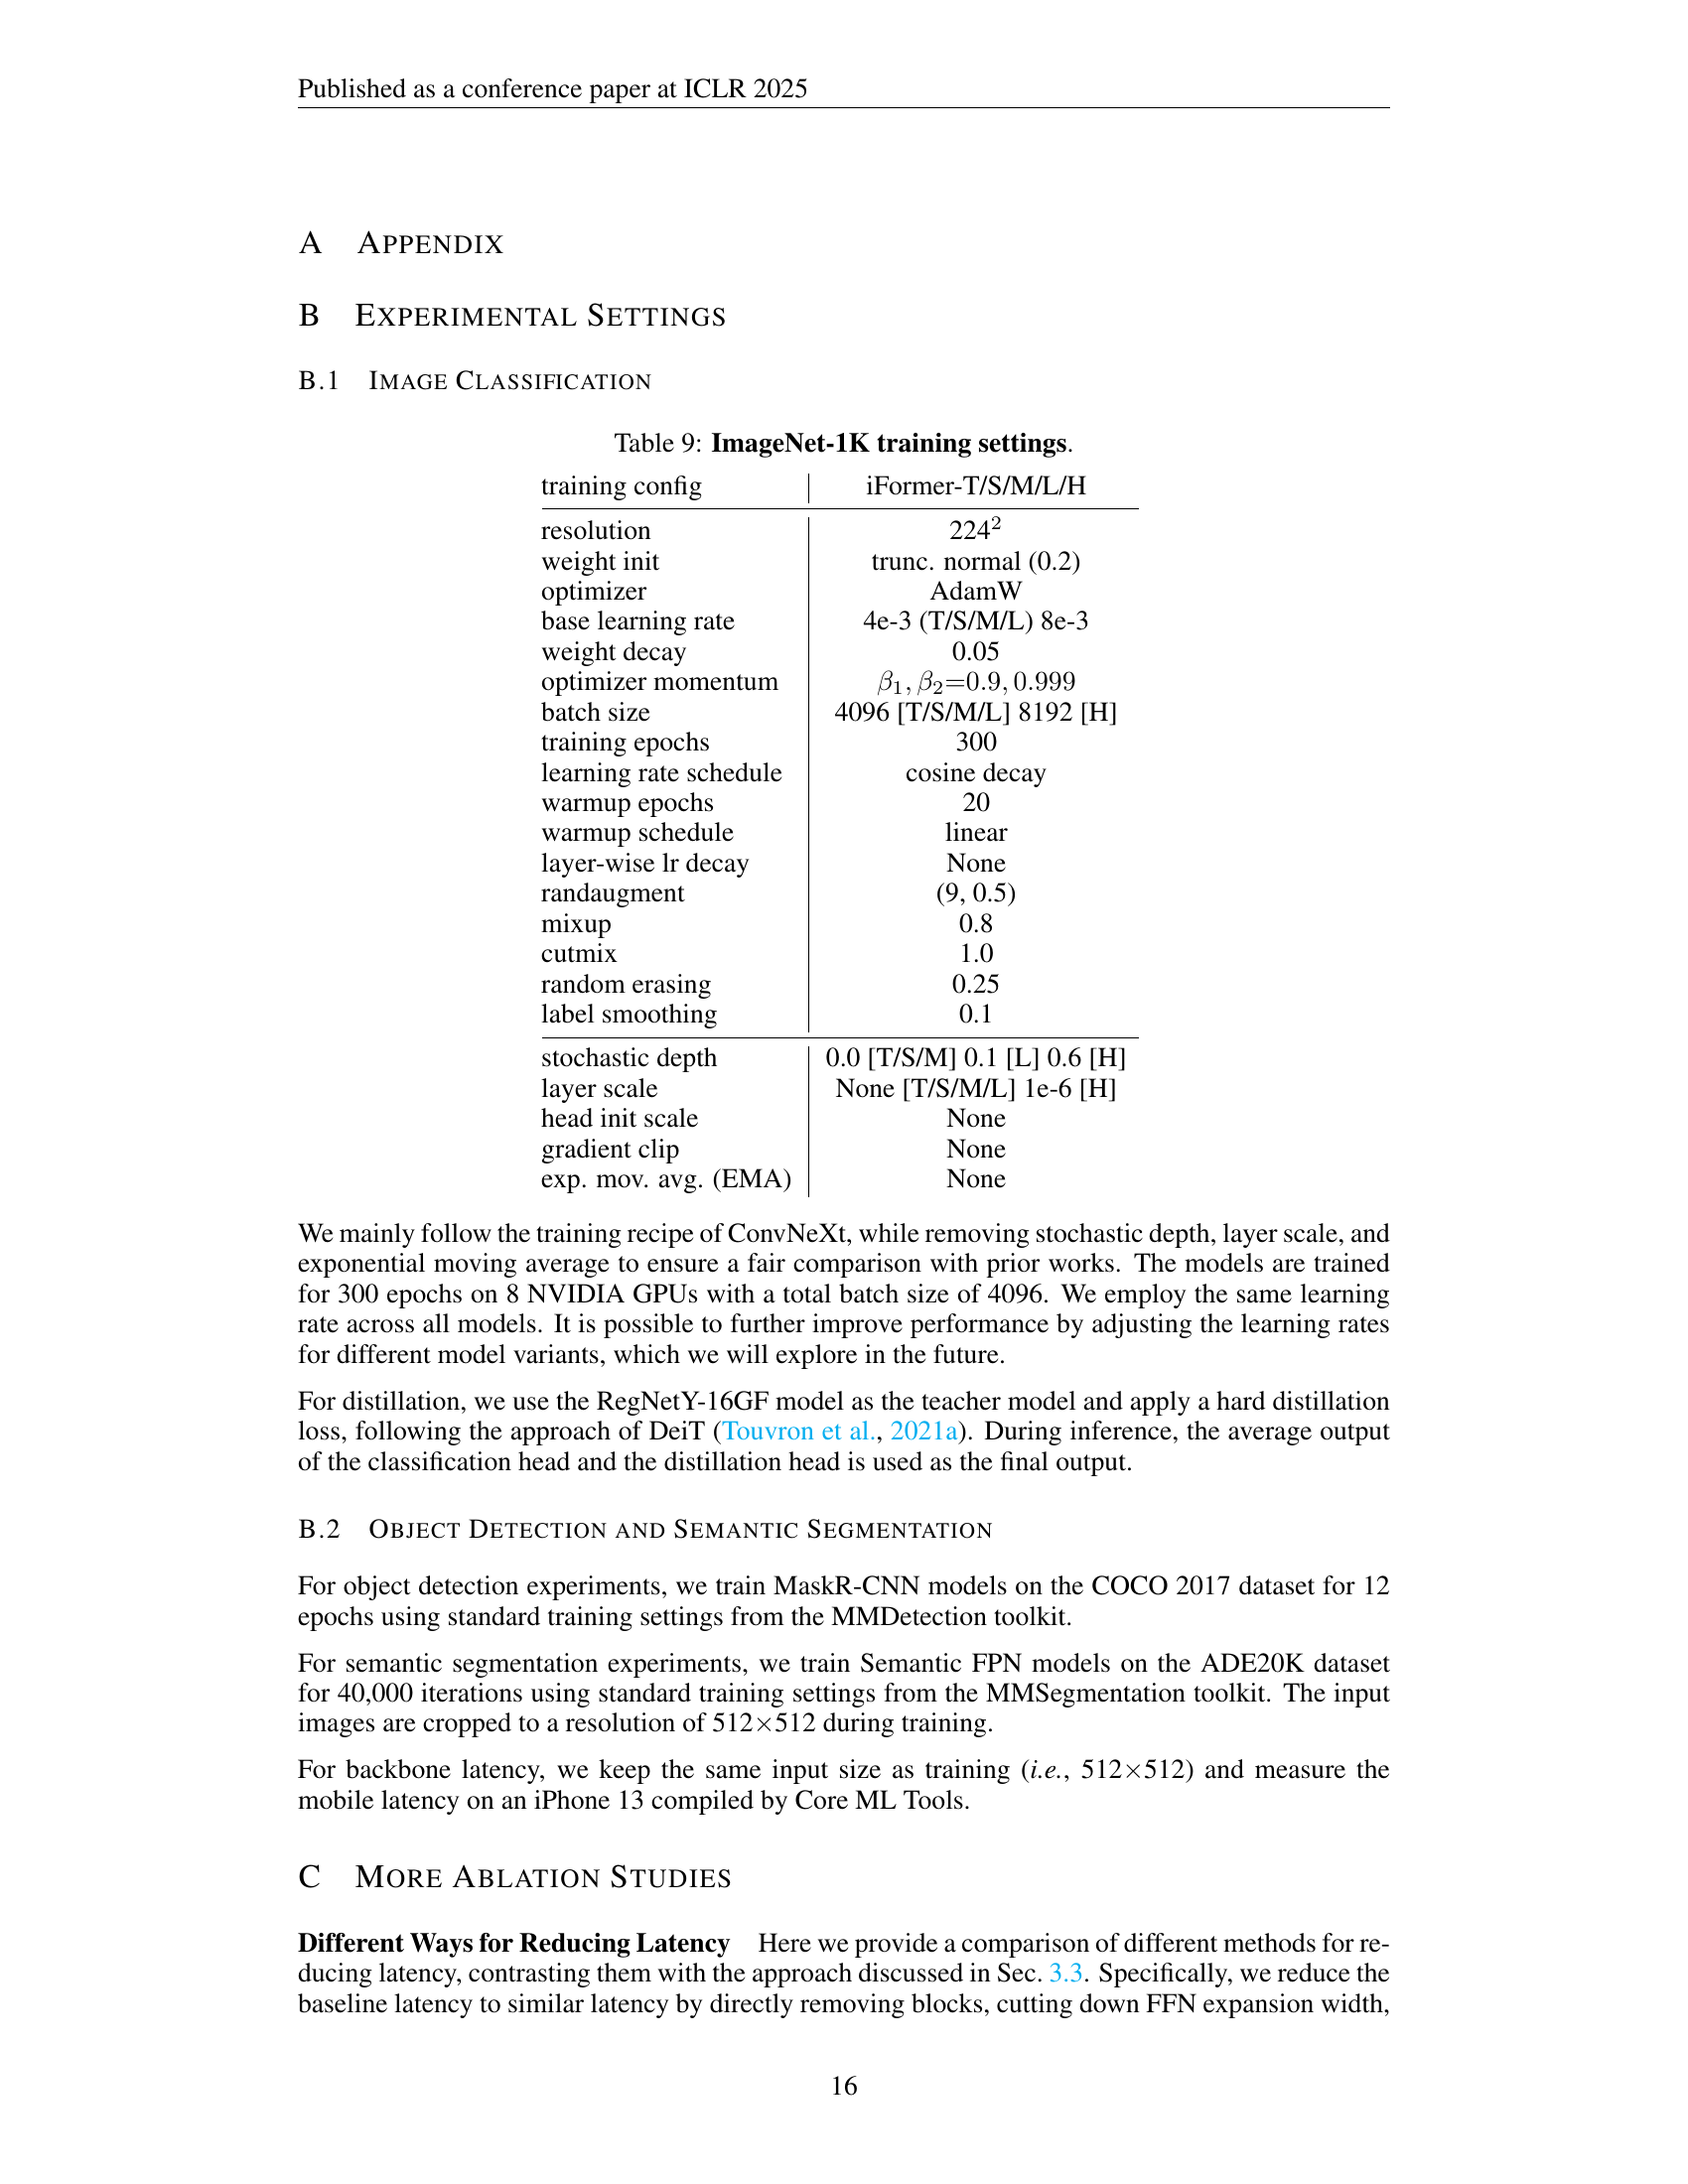 Published as a conference paper at ICLR 2025
A APPENDIX
B EXPERIMENTAL SETTINGS
B.1 IMAGE CLASSIFICATION
Table 9: ImageNet-1K training settings.
training config iFormer-T/S/M/L/H
resolution 224²
weight init trunc. normal (0.2)
optimizer AdamW
base learning rate 4e-3 (T/S/M/L) 8e-3
weight decay 0.05
optimizer momentum β₁, β₂=0.9, 0.999
batch size 4096 [T/S/M/L] 8192 [H]
training epochs 300
learning rate schedule cosine decay
warmup epochs 20
warmup schedule linear
layer-wise lr decay None
randaugment (9, 0.5)
mixup 0.8
cutmix 1.0
random erasing 0.25
label smoothing 0.1
stochastic depth 0.0 [T/S/M] 0.1 [L] 0.6 [H]
layer scale None [T/S/M/L] 1e-6 [H]
head init scale None
gradient clip None
exp. mov. avg. (EMA) None
We mainly follow the training recipe of ConvNeXt, while removing stochastic depth, layer scale, and
exponential moving average to ensure a fair comparison with prior works. The models are trained
for 300 epochs on 8 NVIDIA GPUs with a total batch size of 4096. We employ the same learning
rate across all models. It is possible to further improve performance by adjusting the learning rates
for different model variants, which we will explore in the future.
For distillation, we use the RegNetY-16GF model as the teacher model and apply a hard distillation
loss, following the approach of DeiT (Touvron et al., 2021a). During inference, the average output
of the classification head and the distillation head is used as the final output.
B.2 OBJECT DETECTION AND SEMANTIC SEGMENTATION
For object detection experiments, we train MaskR-CNN models on the COCO 2017 dataset for 12
epochs using standard training settings from the MMDetection toolkit.
For semantic segmentation experiments, we train Semantic FPN models on the ADE20K dataset
for 40,000 iterations using standard training settings from the MMSegmentation toolkit. The input
images are cropped to a resolution of 512×512 during training.
For backbone latency, we keep the same input size as training (i.e., 512×512) and measure the
mobile latency on an iPhone 13 compiled by Core ML Tools.
C MORE ABLATION STUDIES
Different Ways for Reducing Latency Here we provide a comparison of different methods for re-
ducing latency, contrasting them with the approach discussed in Sec. 3.3. Specifically, we reduce the
baseline latency to similar latency by directly removing blocks, cutting down FFN expansion width,
16